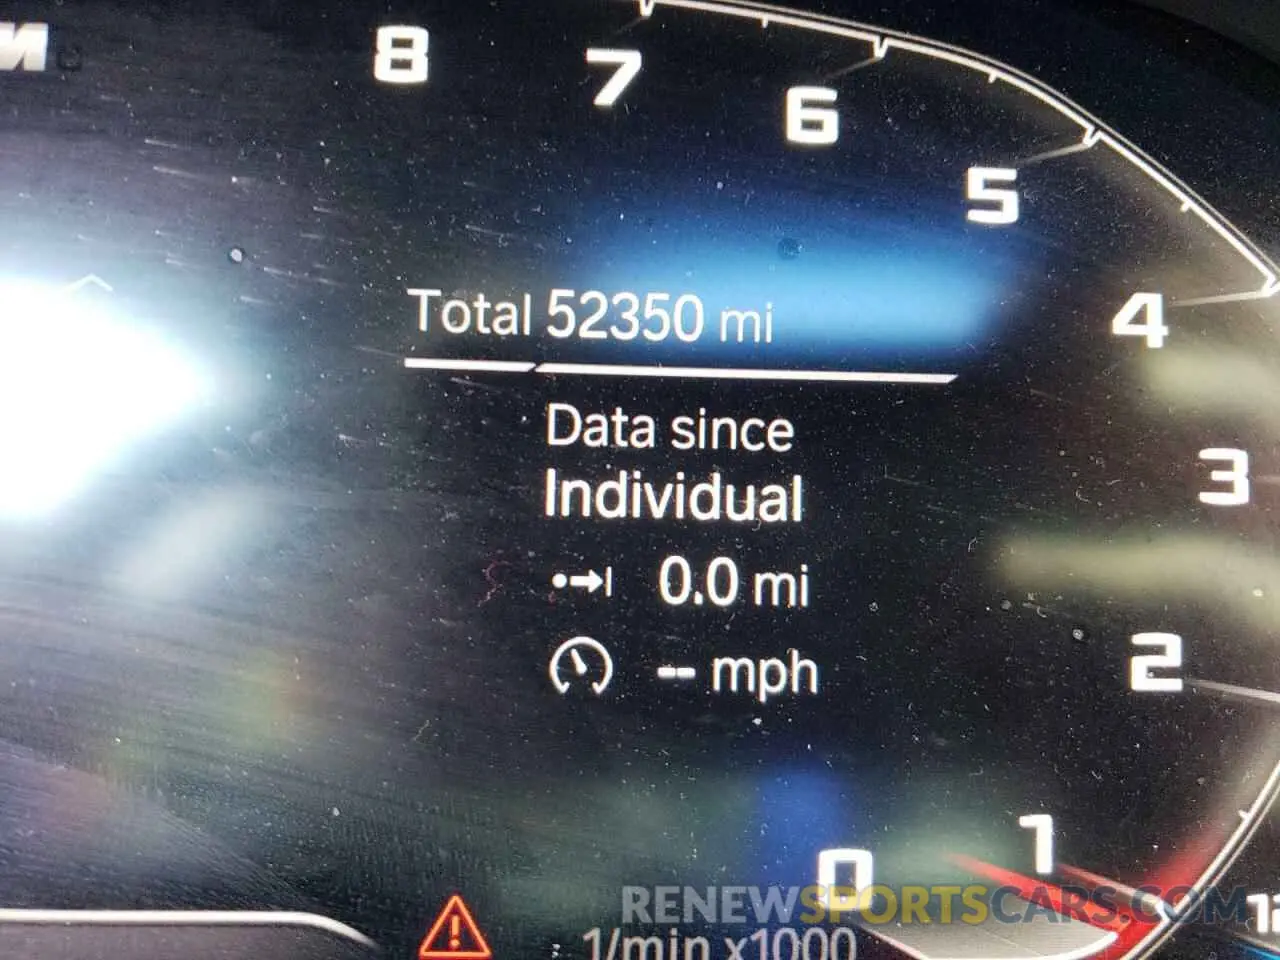 M
8
7
6
5
4
3
2
1
0
Total 52350 mi
Data since
Individual
0.0 mi
-- mph
1/min x1000
12
RENEWSPORTSCARS.COM